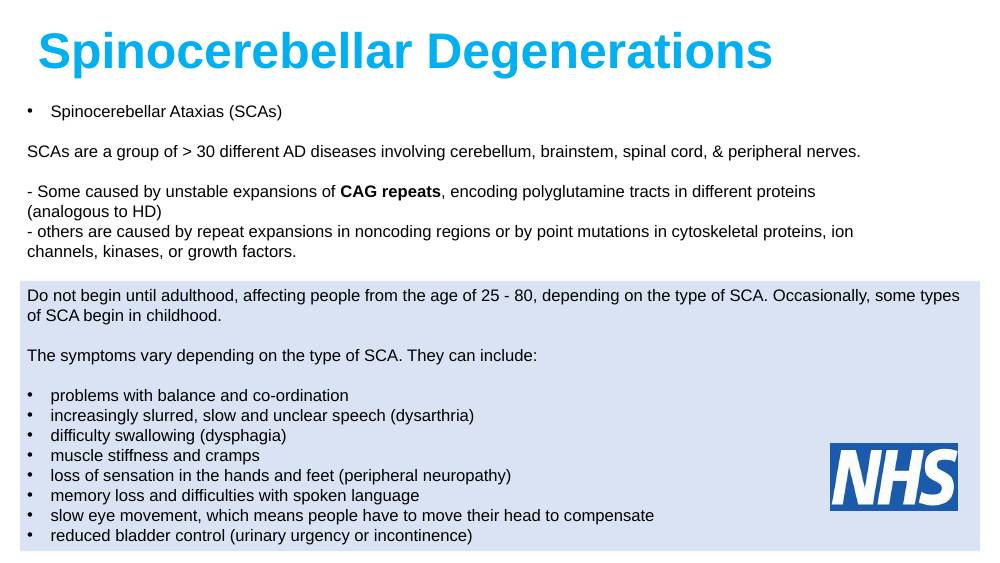 Spinocerebellar Degenerations
• Spinocerebellar Ataxias (SCAs)
SCAs are a group of > 30 different AD diseases involving cerebellum, brainstem, spinal cord, & peripheral nerves.
- Some caused by unstable expansions of CAG repeats, encoding polyglutamine tracts in different proteins
(analogous to HD)
- others are caused by repeat expansions in noncoding regions or by point mutations in cytoskeletal proteins, ion
channels, kinases, or growth factors.
Do not begin until adulthood, affecting people from the age of 25 - 80, depending on the type of SCA. Occasionally, some types
of SCA begin in childhood.
The symptoms vary depending on the type of SCA. They can include:
• problems with balance and co-ordination
• increasingly slurred, slow and unclear speech (dysarthria)
• difficulty swallowing (dysphagia)
• muscle stiffness and cramps
• loss of sensation in the hands and feet (peripheral neuropathy)
• memory loss and difficulties with spoken language
• slow eye movement, which means people have to move their head to compensate
• reduced bladder control (urinary urgency or incontinence)
NHS